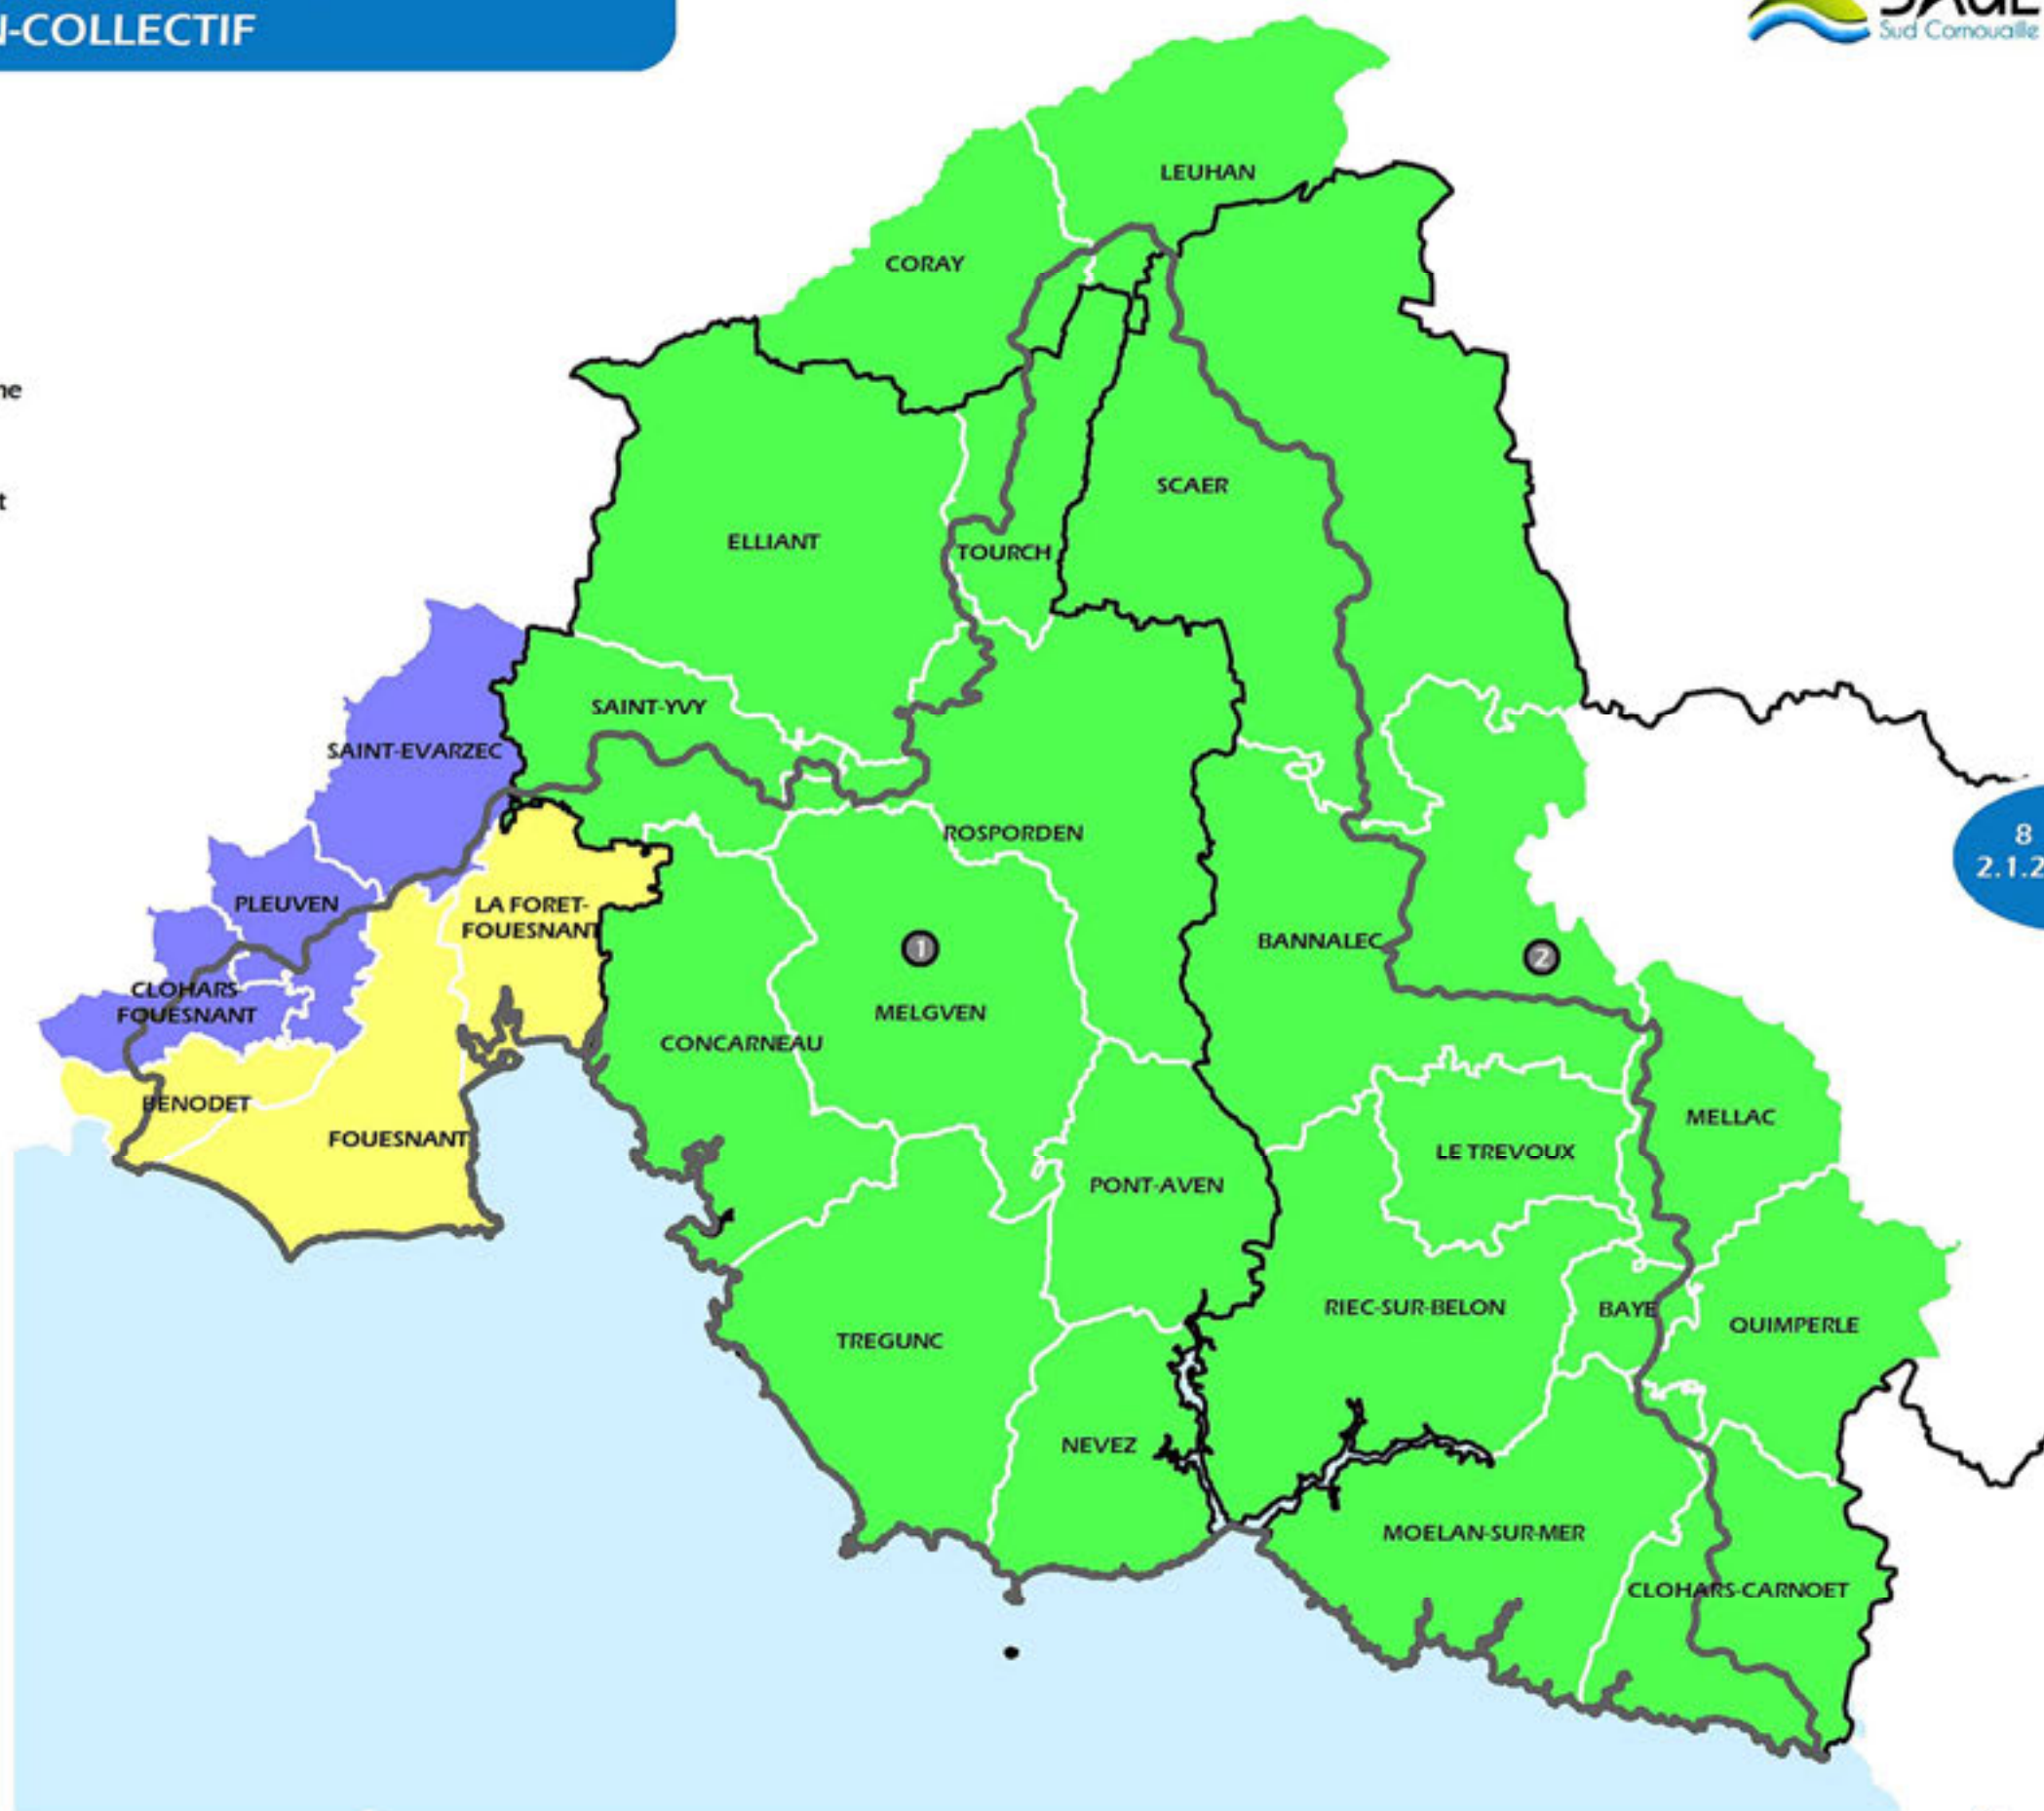 N-COLLECTIF
SAGE
Sud Cornouaille
LEUHAN
CORAY
ne
SCAER
t
ELLIANT
TOURCH
SAINT-YVY
SAINT-EVARZEC
ROSPORDEN
8
2.1.2
PLEUVEN
LA FORET-
FOUESNANT
BANNALEC
1
2
CLOHARS-
FOUESNANT
MELGVEN
CONCARNEAU
BENODET
MELLAC
FOUESNANT
LE TREVOUX
PONT-AVEN
RIEC-SUR-BELON
BAYE
QUIMPERLE
TREGUNC
NEVEZ
MOELAN-SUR-MER
CLOHARS-CARNOET